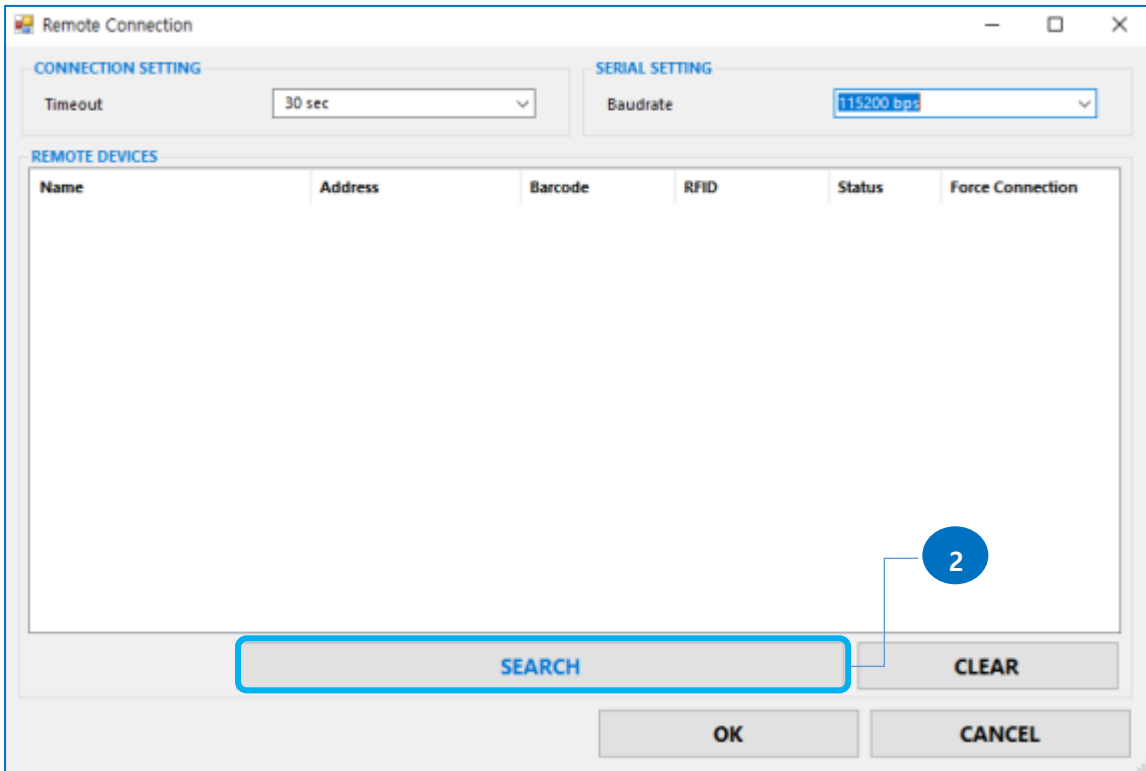 Remote Connection
CONNECTION SETTING
Timeout 30 sec
SERIAL SETTING
Baudrate 115200 bps
REMOTE DEVICES
Name Address Barcode RFID Status Force Connection
2
SEARCH CLEAR
OK CANCEL